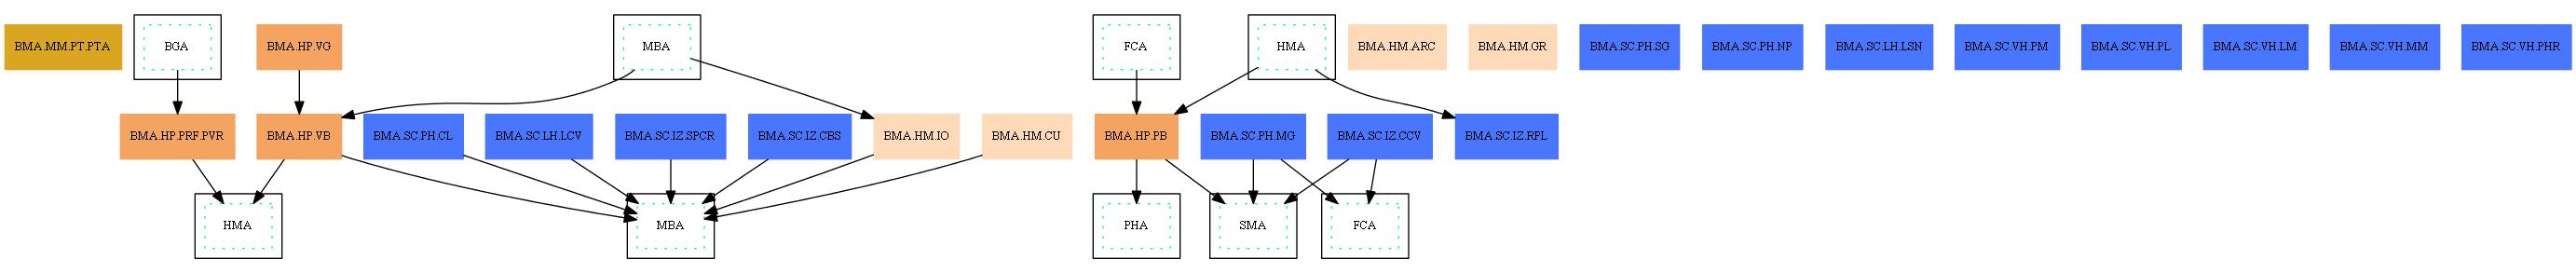 BMA.MM.PT.PTA
BGA
BMA.HP.VG
MBA
FCA
HMA
BMA.HM.ARC
BMA.HM.GR
BMA.SC.PH.SG
BMA.SC.PH.NP
BMA.SC.LH.LSN
BMA.SC.VH.PM
BMA.SC.VH.PL
BMA.SC.VH.LM
BMA.SC.VH.MM
BMA.SC.VH.PHR
BMA.HP.PRF.PVR
BMA.HP.VB
BMA.SC.PH.CL
BMA.SC.LH.LCV
BMA.SC.IZ.SPCR
BMA.SC.IZ.CBS
BMA.HM.IO
BMA.HM.CU
BMA.HP.PB
BMA.SC.PH.MG
BMA.SC.IZ.CCV
BMA.SC.IZ.RPL
HMA
MBA
PHA
SMA
FCA